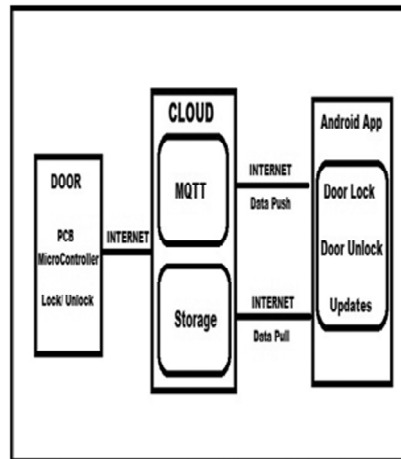 DOOR
PCB
MicroController
Lock/ Unlock
INTERNET
CLOUD
MQTT
Storage
INTERNET
Data Push
INTERNET
Data Pull
Android App
Door Lock
Door Unlock
Updates